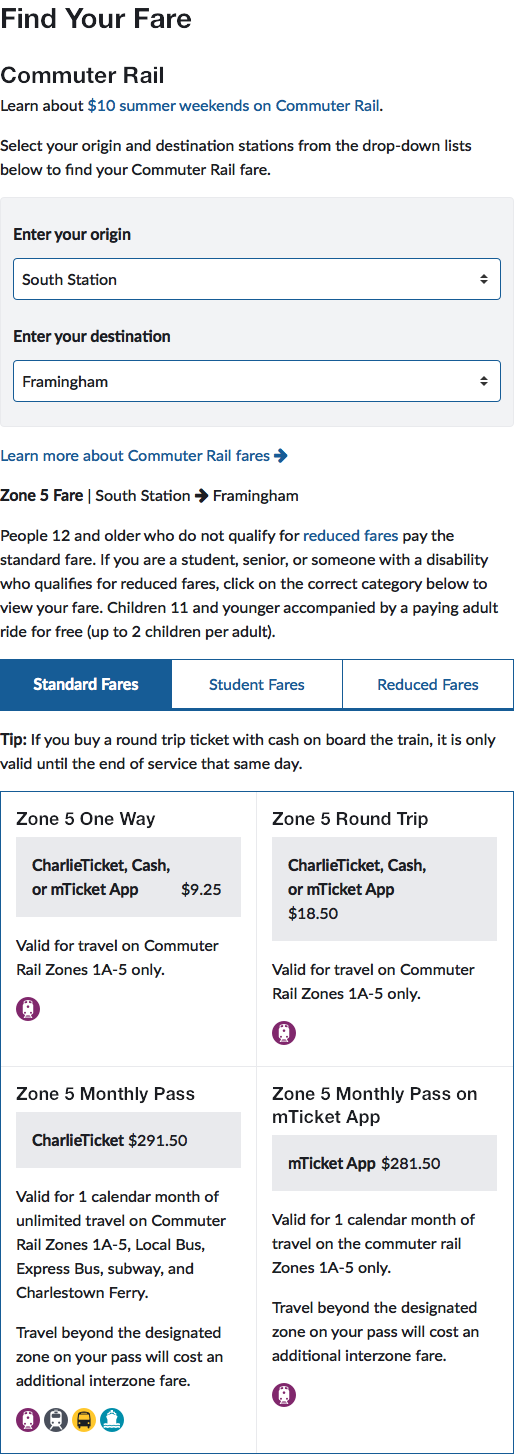 Find Your Fare
Commuter Rail
Learn about $10 summer weekends on Commuter Rail.
Select your origin and destination stations from the drop-down lists
below to find your Commuter Rail fare.
Enter your origin
South Station
Enter your destination
Framingham
Learn more about Commuter Rail fares →
Zone 5 Fare | South Station → Framingham
People 12 and older who do not qualify for reduced fares pay the
standard fare. If you are a student, senior, or someone with a disability
who qualifies for reduced fares, click on the correct category below to
view your fare. Children 11 and younger accompanied by a paying adult
ride for free (up to 2 children per adult).
Standard Fares
Student Fares
Reduced Fares
Tip: If you buy a round trip ticket with cash on board the train, it is only
valid until the end of service that same day.
Zone 5 One Way
CharlieTicket, Cash,
or mTicket App $9.25
Valid for travel on Commuter
Rail Zones 1A-5 only.
Zone 5 Round Trip
CharlieTicket, Cash,
or mTicket App
$18.50
Valid for travel on Commuter
Rail Zones 1A-5 only.
Zone 5 Monthly Pass
CharlieTicket $291.50
Valid for 1 calendar month of
unlimited travel on Commuter
Rail Zones 1A-5, Local Bus,
Express Bus, subway, and
Charlestown Ferry.
Travel beyond the designated
zone on your pass will cost an
additional interzone fare.
Zone 5 Monthly Pass on
mTicket App
mTicket App $281.50
Valid for 1 calendar month of
travel on the commuter rail
Zones 1A-5 only.
Travel beyond the designated
zone on your pass will cost an
additional interzone fare.